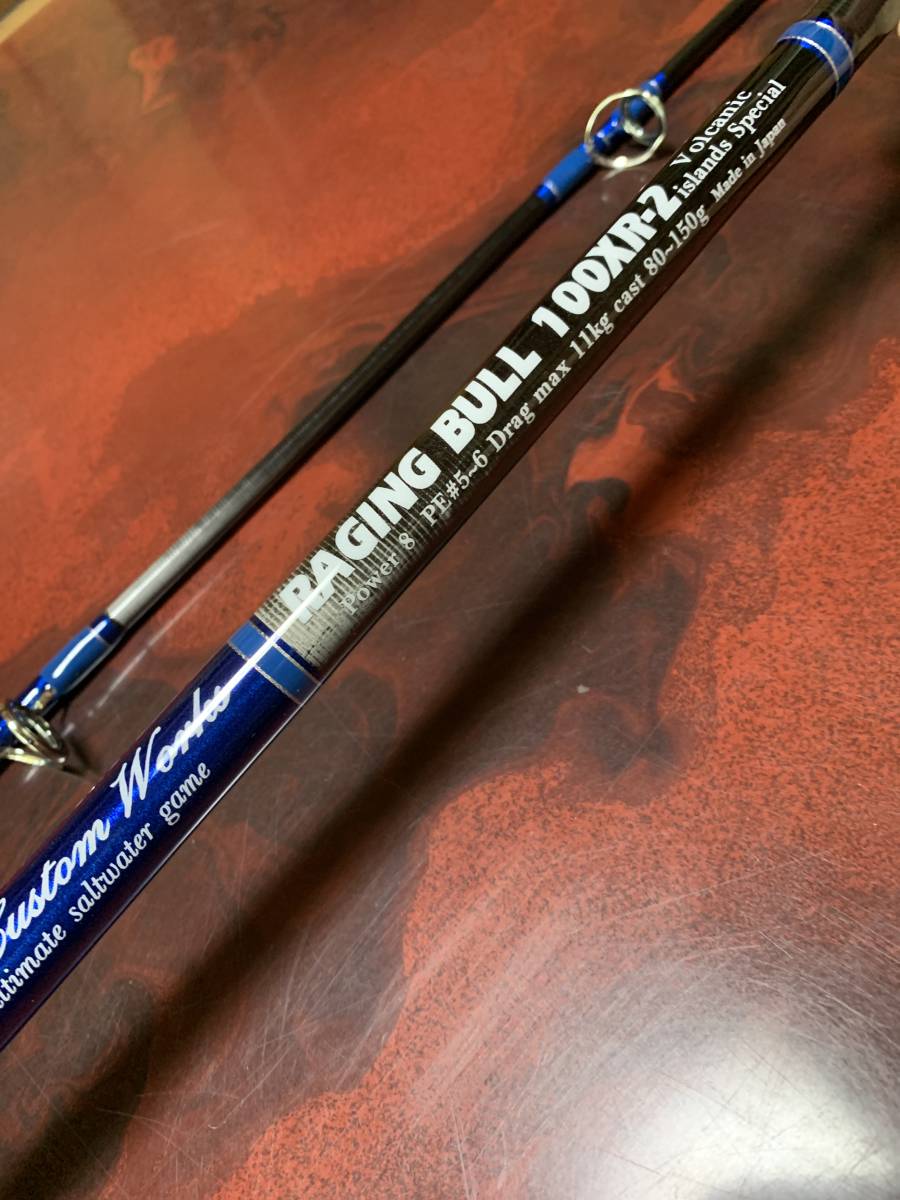 Custom Works
ultimate saltwater game
RAGING BULL 100XR-2
Volcanic
islands Special
Power 8 PE#5~6 Drag max 11kg cast 80~150g Made in Japan